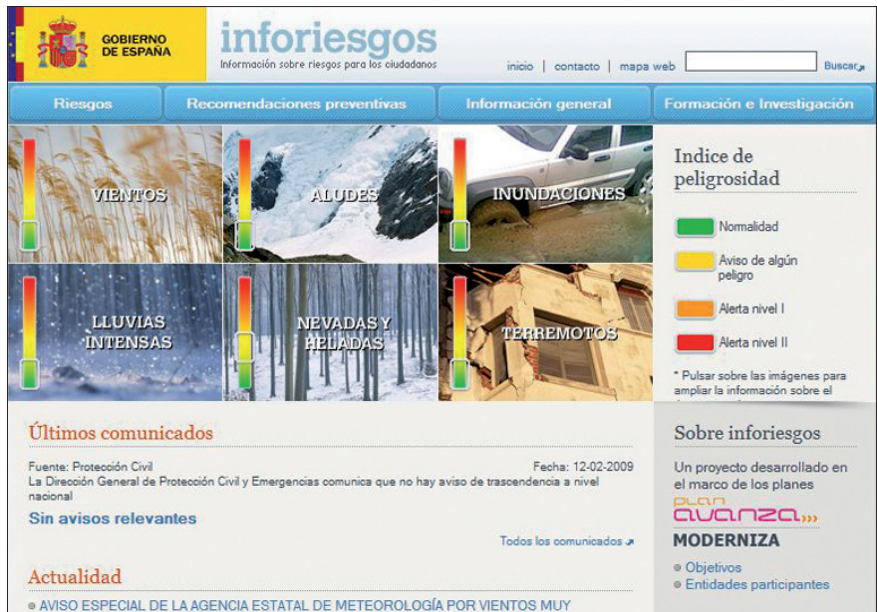 GOBIERNO
DE ESPAÑA
inforiesgos
Información sobre riesgos para los ciudadanos
inicio | contacto | mapa web
Buscar
Riesgos
Recomendaciones preventivas
Información general
Formación e Investigación
VIENTOS
ALUDES
INUNDACIONES
LLUVIAS
INTENSAS
NEVADAS Y
HELADAS
TERREMOTOS
Indice de
peligrosidad
Normalidad
Aviso de algún
peligro
Alerta nivel I
Alerta nivel II
* Pulsar sobre las imágenes para
ampliar la información sobre el
Últimos comunicados
Fuente: Protección Civil
Fecha: 12-02-2009
La Dirección General de Protección Civil y Emergencias comunica que no hay aviso de trascendencia a nivel
nacional
Sin avisos relevantes
Todos los comunicados
Actualidad
AVISO ESPECIAL DE LA AGENCIA ESTATAL DE METEOROLOGÍA POR VIENTOS MUY
Sobre inforiesgos
Un proyecto desarrollado en
el marco de los planes
PLAN
avanza
MODERNIZA
Objetivos
Entidades participantes